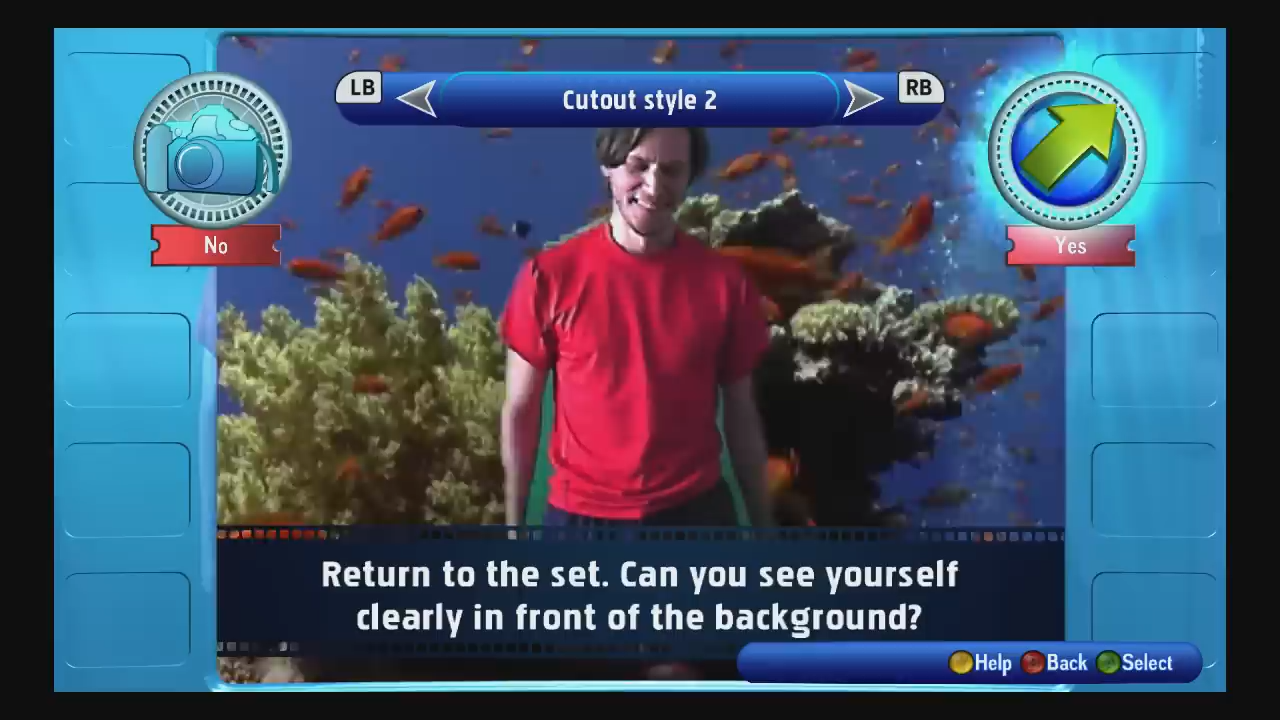 LB
Cutout style 2
RB
No
Yes
Return to the set. Can you see yourself
clearly in front of the background?
Help Back Select